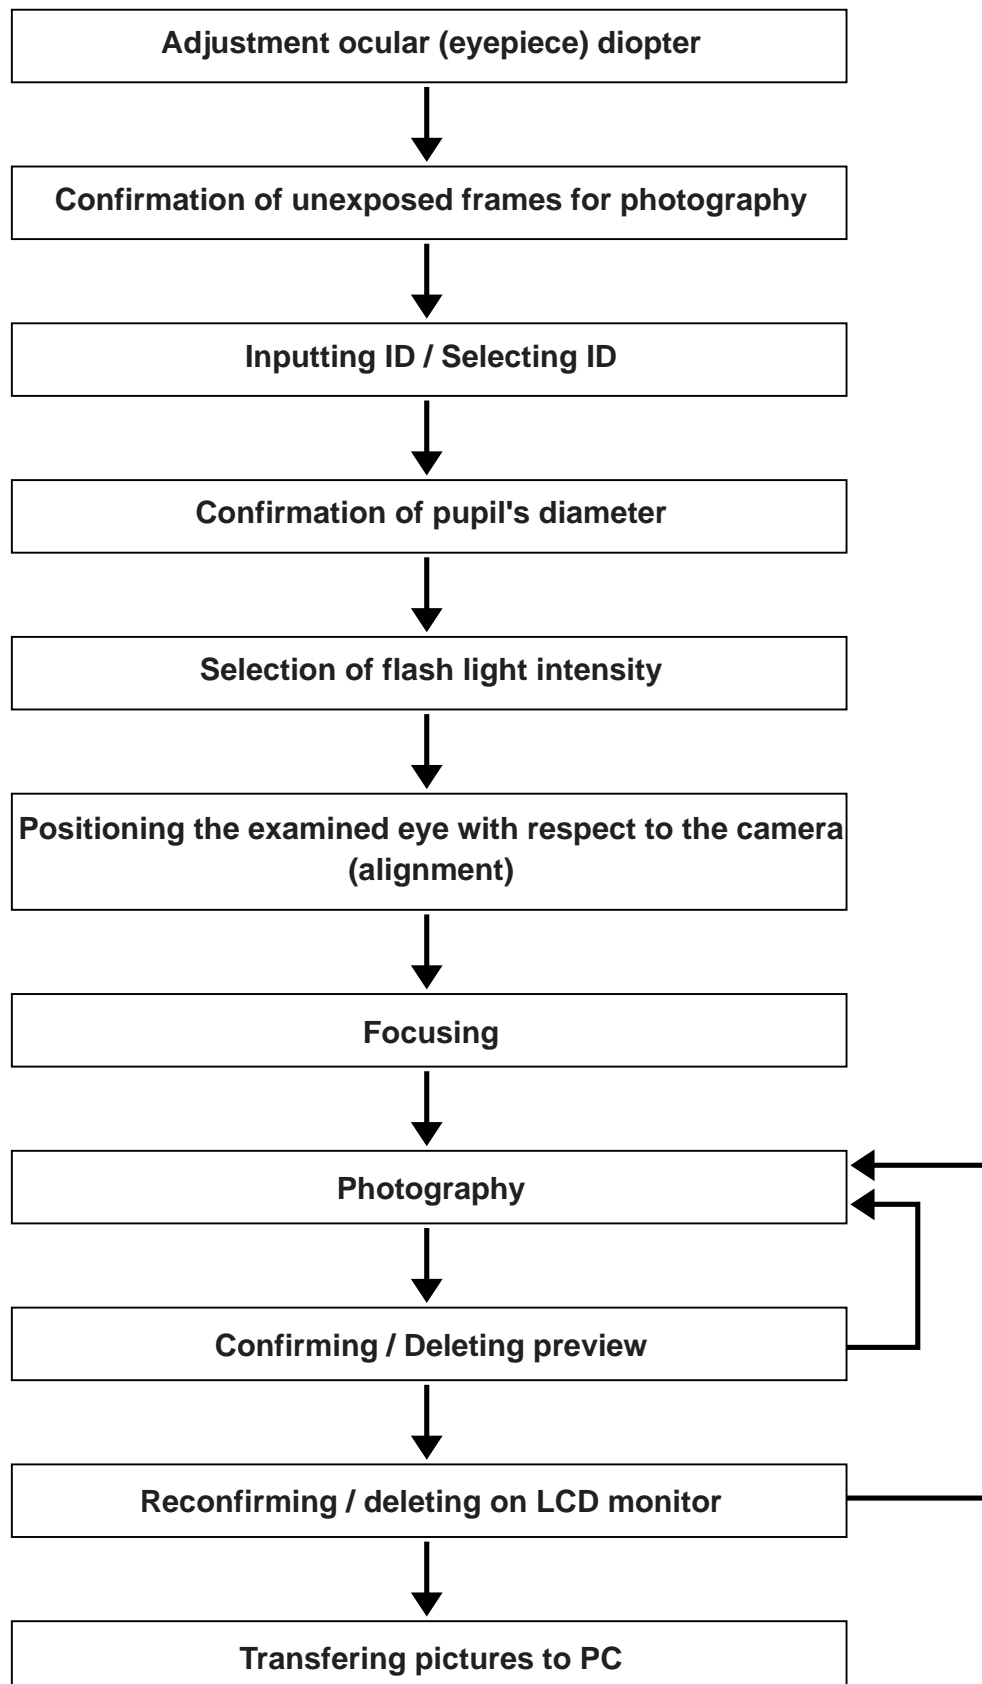 Adjustment ocular (eyepiece) diopter
Confirmation of unexposed frames for photography
Inputting ID / Selecting ID
Confirmation of pupil's diameter
Selection of flash light intensity
Positioning the examined eye with respect to the camera
(alignment)
Focusing
Photography
Confirming / Deleting preview
Reconfirming / deleting on LCD monitor
Transfering pictures to PC